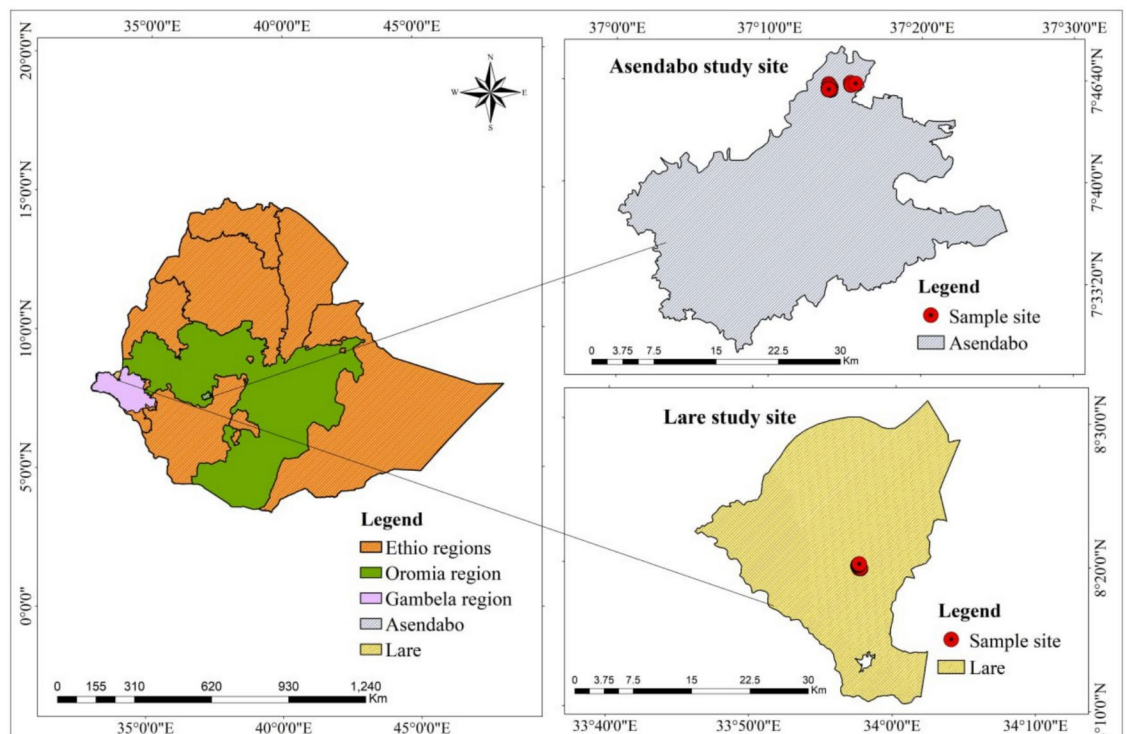 35°0'0"E 40°0'0"E 45°0'0"E
20°0'0"N
15°0'0"N
10°0'0"N
5°0'0"N
0°0'0"
N
W E
S
Legend
Ethio regions
Oromia region
Gambela region
Asendabo
Lare
0 155 310 620 930 1,240
Km
35°0'0"E 40°0'0"E 45°0'0"E
37°0'0"E 37°10'0"E 37°20'0"E 37°30'0"E
Asendabo study site
7°46'40"N
7°40'0"N
7°33'20"N
Legend
Sample site
Asendabo
0 3.75 7.5 15 22.5 30
Km
Lare study site
8°30'0"N
8°20'0"N
8°10'0"N
Legend
Sample site
Lare
0 3.75 7.5 15 22.5 30
Km
33°40'0"E 33°50'0"E 34°0'0"E 34°10'0"E